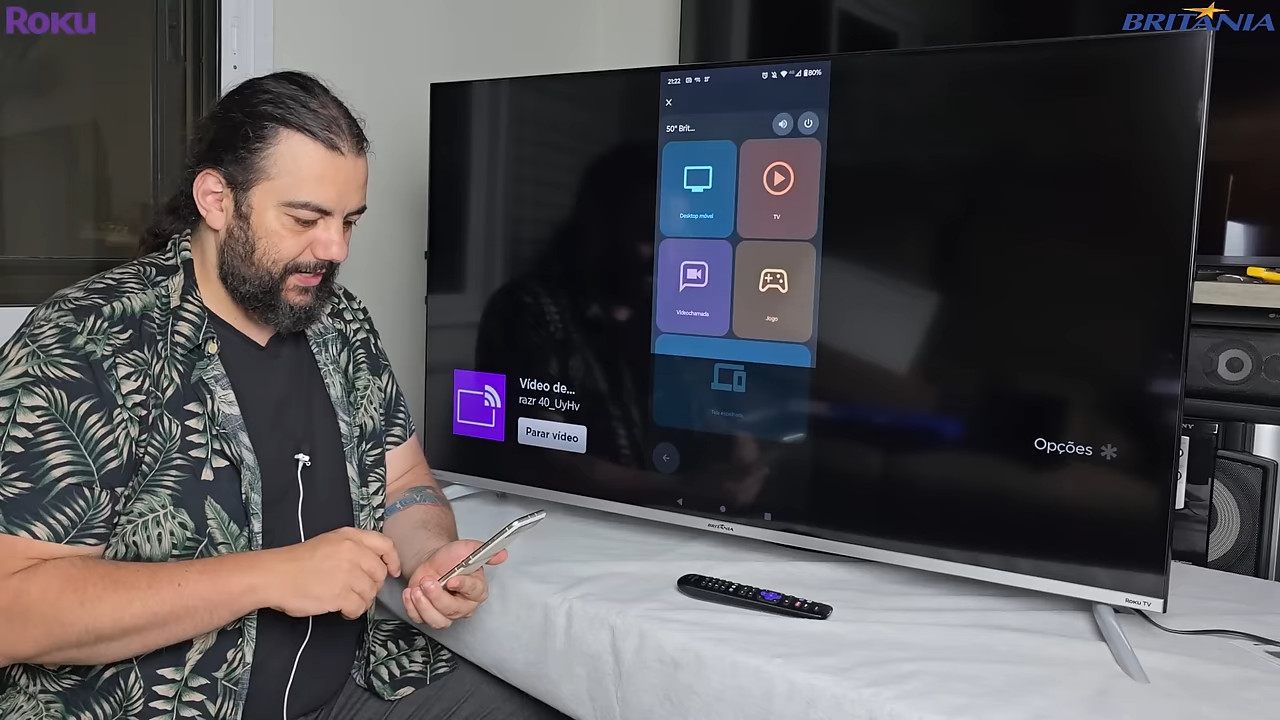 ROKU
BRITANIA
21:22
80%
50" Brit...
Desktop móvel
TV
Videochamada
Jogo
Vídeo de...
razr 40_UyHv
Parar vídeo
Opções
BRITANIA
ROKU TV